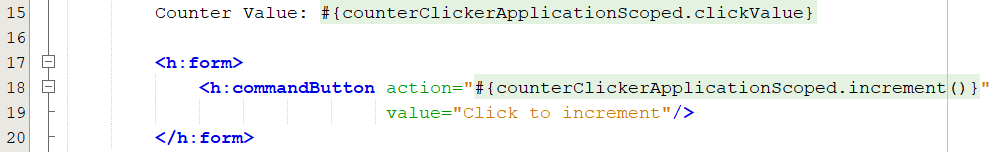 15 Counter Value: #{counterClickerApplicationScoped.clickValue}
16
17 <h:form>
18 <h:commandButton action="#{counterClickerApplicationScoped.increment()}"
19 value="Click to increment"/>
20 </h:form>